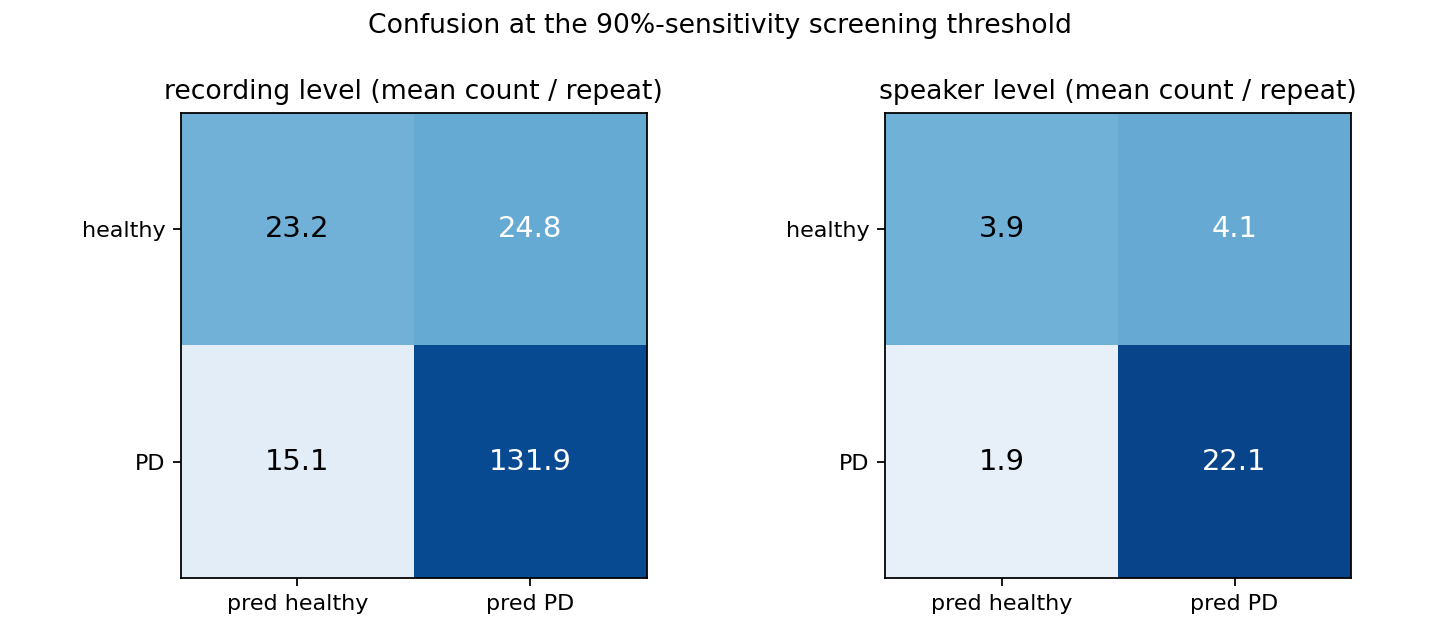 Confusion at the 90%-sensitivity screening threshold
recording level (mean count / repeat)
healthy
23.2
24.8
PD
15.1
131.9
pred healthy
pred PD
speaker level (mean count / repeat)
healthy
3.9
4.1
PD
1.9
22.1
pred healthy
pred PD